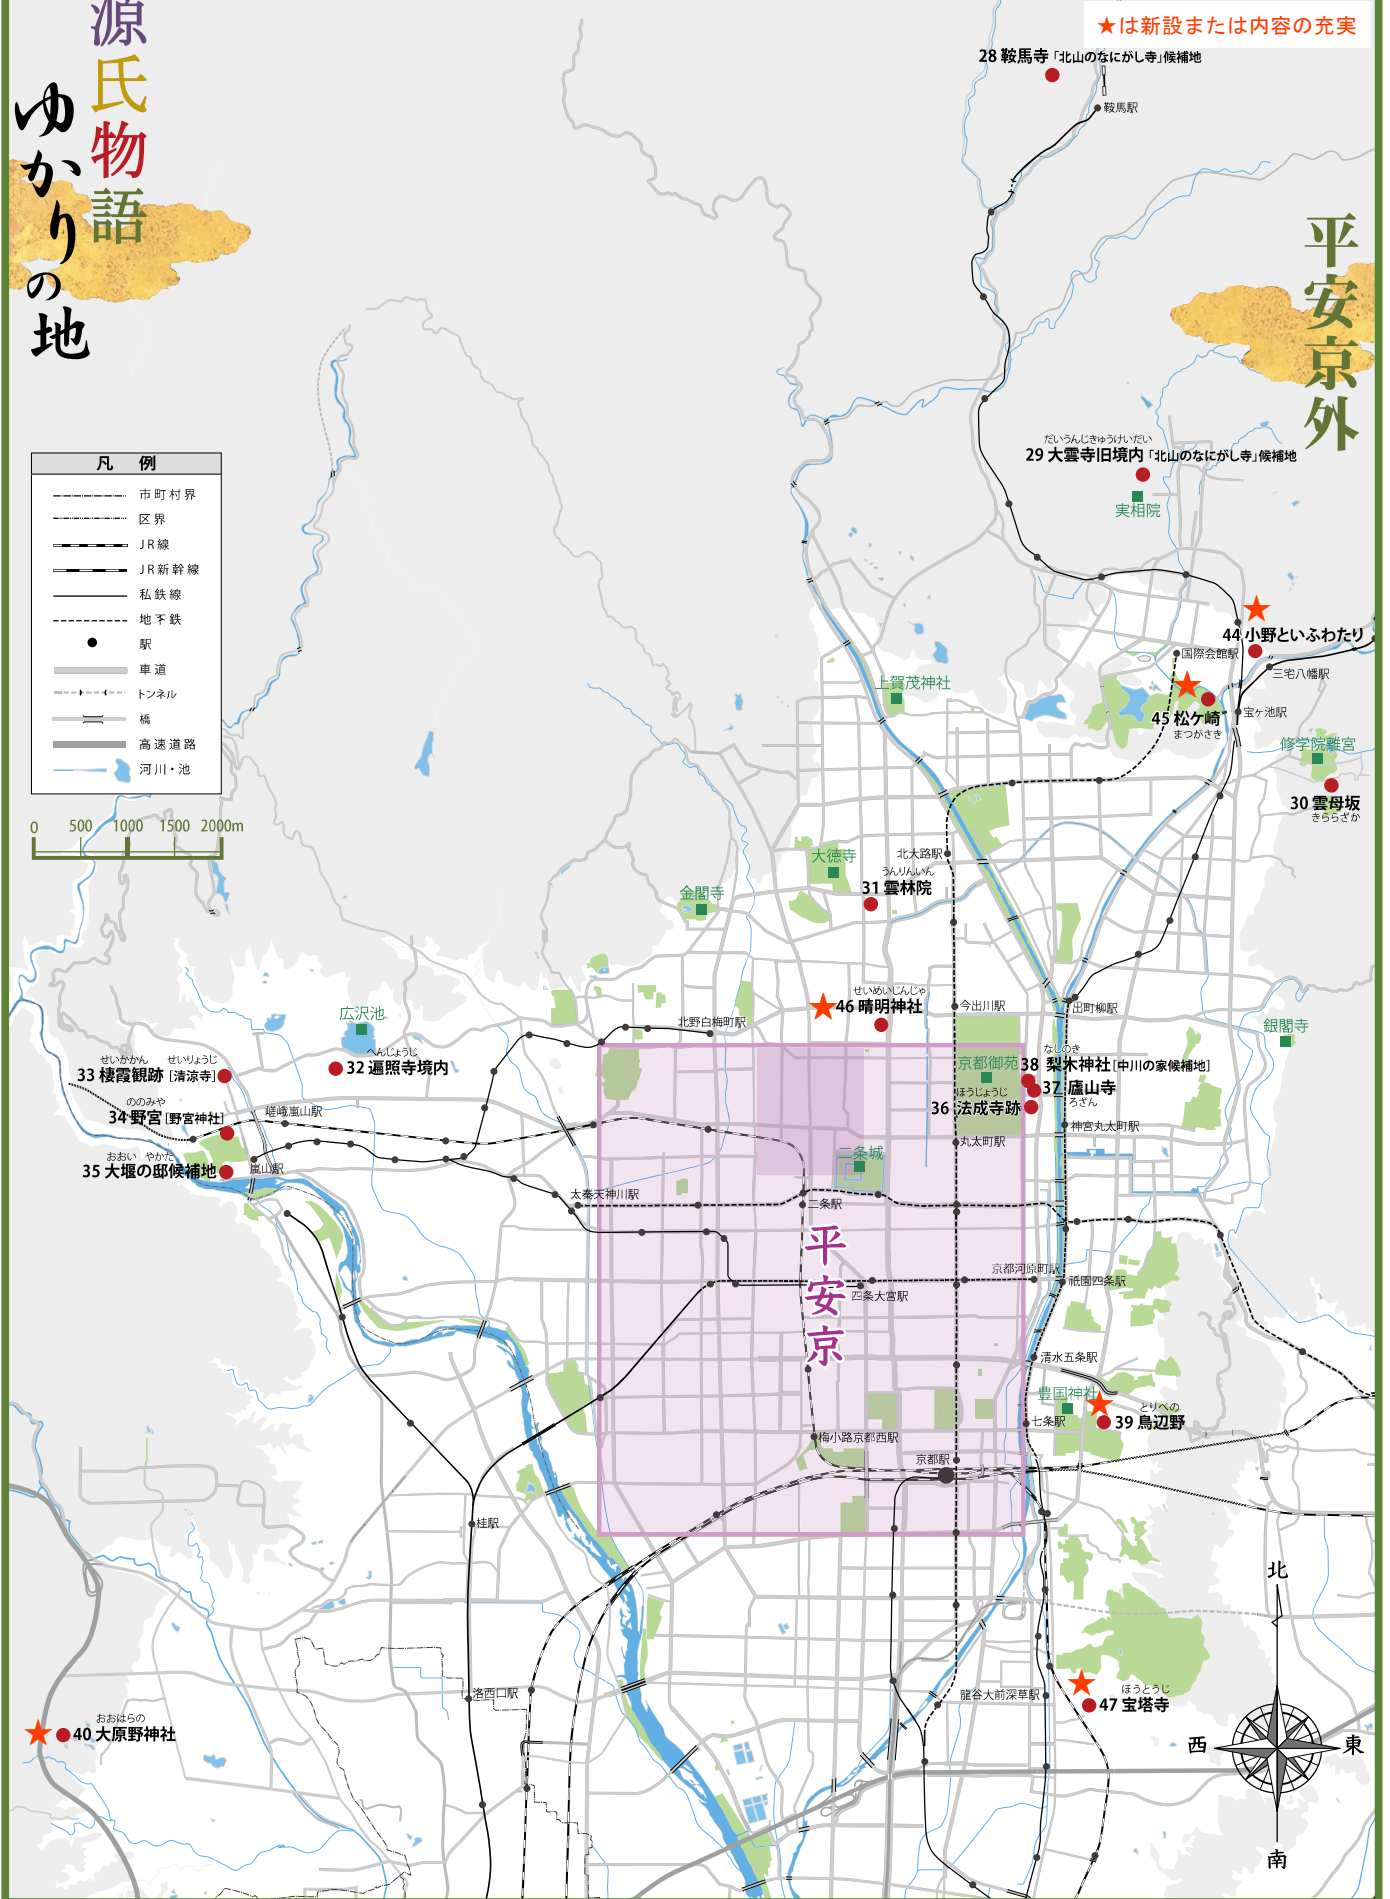 源氏物語
ゆかりの地
★は新設または内容の充実
平安京外
28 鞍馬寺「北山のなにがし寺」候補地
鞍馬駅
だいうんじきゅうけいだい
29 大雲寺旧境内「北山のなにがし寺」候補地
実相院
凡 例
市町村界
区界
JR線
JR新幹線
私鉄線
地下鉄
駅
車道
トンネル
橋
高速道路
河川・池
0 500 1000 1500 2000m
44 小野といふわたり
国際会館駅
三宅八幡駅
上賀茂神社
45 松ケ崎
まつがさき
宝ヶ池駅
修学院離宮
30 雲母坂
きららざか
大徳寺
北大路駅
うんりんいん
31 雲林院
金閣寺
せいめいじんじゃ
46 晴明神社
今出川駅
出町柳駅
北野白梅町駅
広沢池
銀閣寺
へんじょうじ
32 遍照寺境内
せいかかん せいりょうじ
33 棲霞観跡 [清凉寺]
ののみや
34 野宮 [野宮神社]
嵯峨嵐山駅
おおい やかた
35 大堰の邸候補地
嵐山駅
京都御苑
なしのき
38 梨木神社 [中川の家候補地]
37 廬山寺
ろざん
ほうじょうじ
36 法成寺跡
神宮丸太町駅
丸太町駅
二条城
太秦天神川駅
二条駅
平安京
京都河原町駅
祇園四条駅
四条大宮駅
清水五条駅
豊国神社
とりべの
39 鳥辺野
七条駅
梅小路京都西駅
京都駅
桂駅
洛西口駅
龍谷大前深草駅
ほうとうじ
47 宝塔寺
おおはらの
40 大原野神社
北
西
東
南